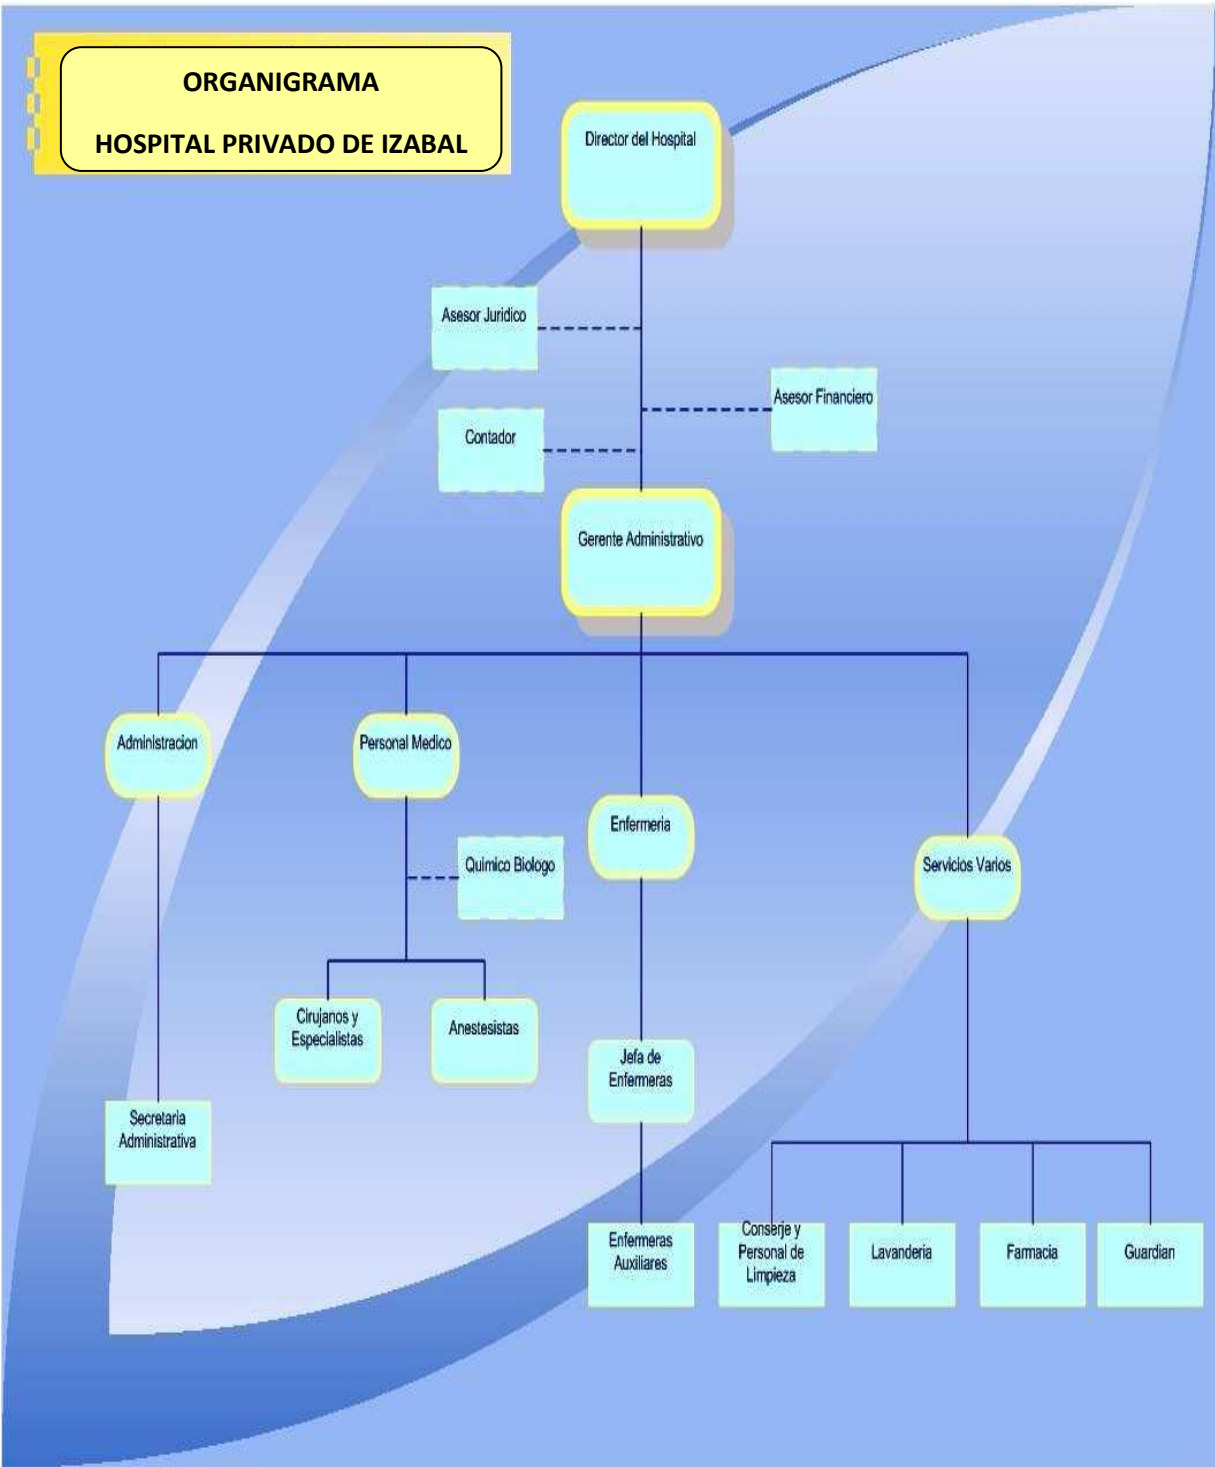 ORGANIGRAMA
HOSPITAL PRIVADO DE IZABAL
Director del Hospital
Asesor Juridico
Asesor Financiero
Contador
Gerente Administrativo
Administracion
Personal Medico
Enfermeria
Servicios Varios
Quimico Biologo
Cirujanos y
Especialistas
Anestesistas
Jefa de
Enfermeras
Secretaria
Administrativa
Enfermeras
Auxiliares
Conserje y
Personal de
Limpieza
Lavanderia
Farmacia
Guardian